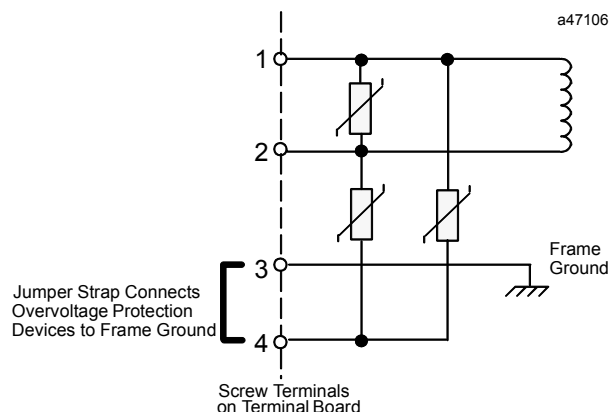 a47106
1
2
3
Frame
Ground
Jumper Strap Connects
Overvoltage Protection
Devices to Frame Ground
4
Screw Terminals
on Terminal Board